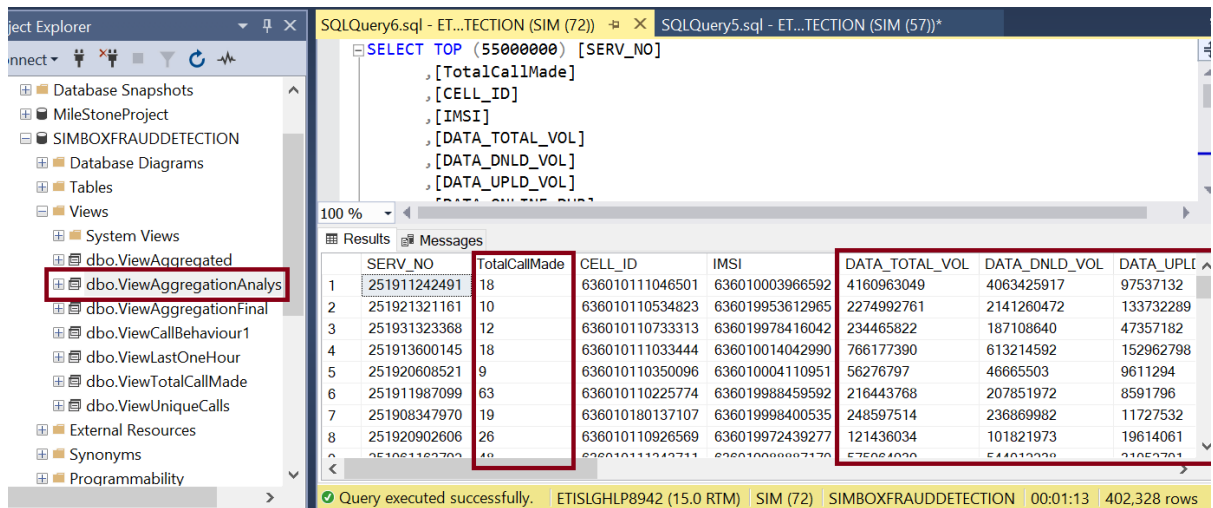 ject Explorer
SQLQuery6.sql - ET...TECTION (SIM (72))
SQLQuery5.sql - ET...TECTION (SIM (57))*
nnect
Database Snapshots
MileStoneProject
SIMBOXFRAUDDETECTION
Database Diagrams
Tables
Views
System Views
dbo.ViewAggregated
dbo.ViewAggregationAnalys
dbo.ViewAggregationFinal
dbo.ViewCallBehaviour1
dbo.ViewLastOneHour
dbo.ViewTotalCallMade
dbo.ViewUniqueCalls
External Resources
Synonyms
Programmability
SELECT TOP (55000000) [SERV_NO]
,[TotalCallMade]
,[CELL_ID]
,[IMSI]
,[DATA_TOTAL_VOL]
,[DATA_DNLD_VOL]
,[DATA_UPLD_VOL]
100 %
Results Messages
SERV_NO TotalCallMade CELL_ID IMSI DATA_TOTAL_VOL DATA_DNLD_VOL DATA_UPLD
1 251911242491 18 636010111046501 636010003966592 4160963049 4063425917 97537132
2 251921321161 10 636010110534823 636019953612965 2274992761 2141260472 133732289
3 251931323368 12 636010110733313 636019978416042 234465822 187108640 47357182
4 251913600145 18 636010111033444 636010014042990 766177390 613214592 152962798
5 251920608521 9 636010110350096 636010004110951 56276797 46665503 9611294
6 251911987099 63 636010110225774 636019988459592 216443768 207851972 8591796
7 251908347970 19 636010180137107 636019998400535 248597514 236869982 11727532
8 251920902606 26 636010110926569 636019972439277 121436034 101821973 19614061
Query executed successfully. ETISLGHLP8942 (15.0 RTM) SIM (72) SIMBOXFRAUDDETECTION 00:01:13 402,328 rows